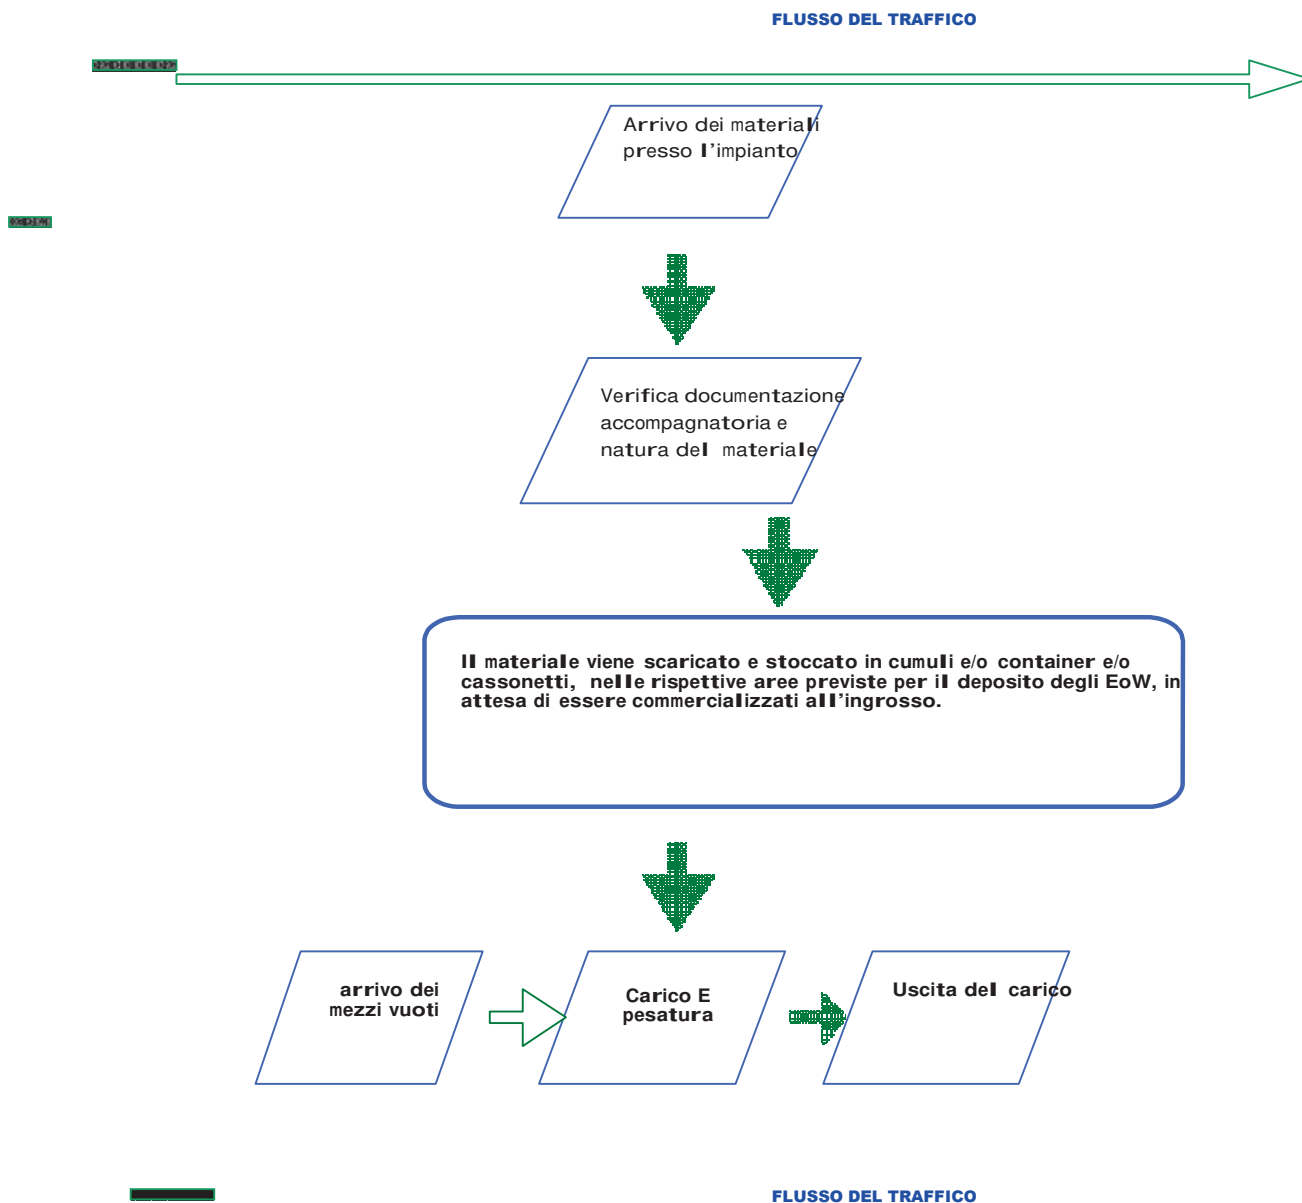 FLUSSO DEL TRAFFICO
Arrivo dei materiali
presso l'impianto
Verifica documentazione
accompagnatoria e
natura del materiale
Il materiale viene scaricato e stoccato in cumuli e/o container e/o
cassonetti, nelle rispettive aree previste per il deposito degli EoW, in
attesa di essere commercializzati all'ingrosso.
arrivo dei
mezzi vuoti
Carico E
pesatura
Uscita del carico
FLUSSO DEL TRAFFICO